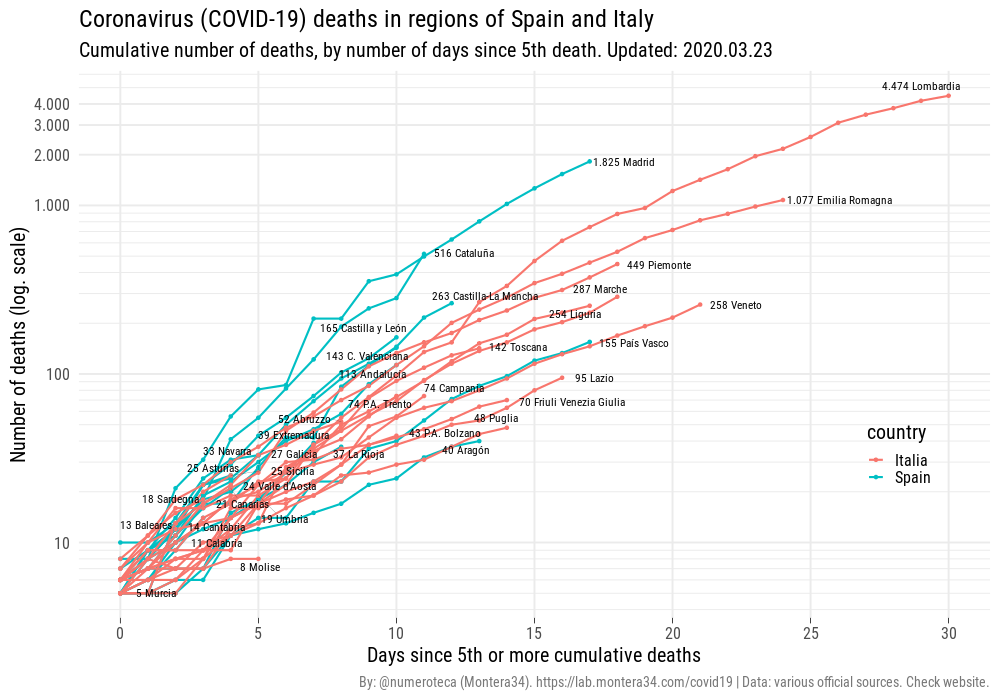 Coronavirus (COVID-19) deaths in regions of Spain and Italy
Cumulative number of deaths, by number of days since 5th death. Updated: 2020.03.23
4.474 Lombardia
4.000
3.000
2.000
1.825 Madrid
1.000
1.077 Emilia Romagna
516 Cataluña
449 Piemonte
287 Marche
263 Castilla-La Mancha
258 Veneto
254 Liguria
165 Castilla y León
155 País Vasco
142 Toscana
143 C. Valenciana
113 Andalucía
100
95 Lazio
74 Campania
74 P.A. Trento
70 Friuli Venezia Giulia
52 Abruzzo
48 Puglia
39 Extremadura
43 P.A. Bolzano
33 Navarra
27 Galicia
37 La Rioja
40 Aragón
25 Asturias
25 Sicilia
24 Valle d'Aosta
18 Sardegna
21 Canarias
13 Baleares
14 Cantabria
19 Umbria
10
11 Calabria
8 Molise
5 Murcia
country
Italia
Spain
Number of deaths (log. scale)
0 5 10 15 20 25 30
Days since 5th or more cumulative deaths
By: @numeroteca (Montera34). https://lab.montera34.com/covid19 | Data: various official sources. Check website.